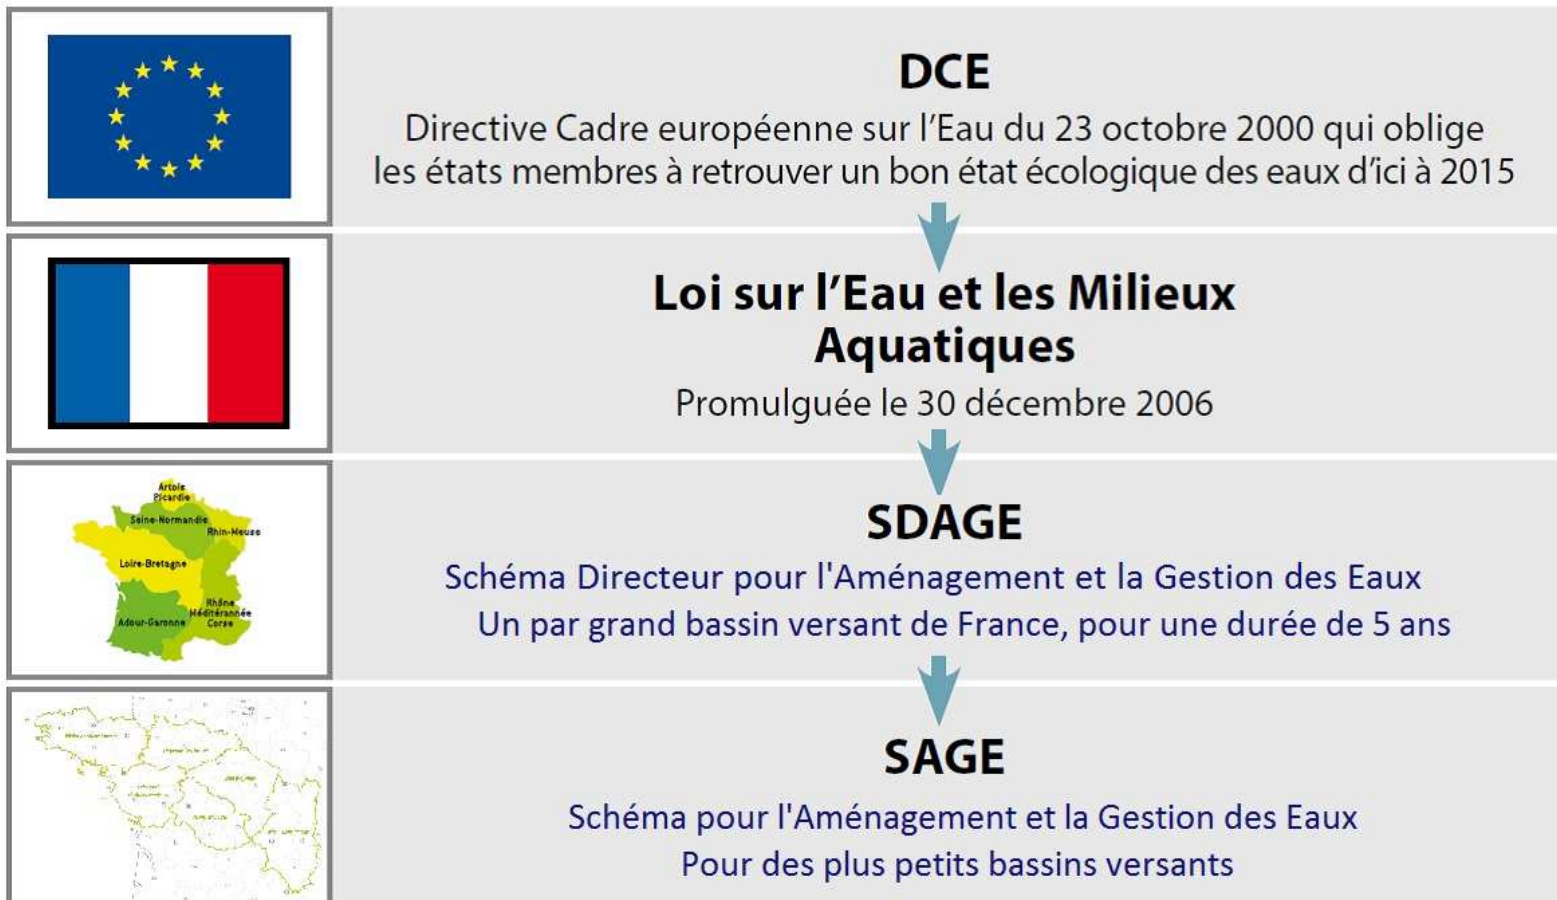 DCE
Directive Cadre européenne sur l'Eau du 23 octobre 2000 qui oblige
les états membres à retrouver un bon état écologique des eaux d'ici à 2015
Loi sur l'Eau et les Milieux
Aquatiques
Promulguée le 30 décembre 2006
Artois
Picardie
Seine-Normandie
Rhin-Meuse
Loire-Bretagne
Rhône
Méditérannée
Corse
Adour-Garonne
SDAGE
Schéma Directeur pour l'Aménagement et la Gestion des Eaux
Un par grand bassin versant de France, pour une durée de 5 ans
SAGE
Schéma pour l'Aménagement et la Gestion des Eaux
Pour des plus petits bassins versants